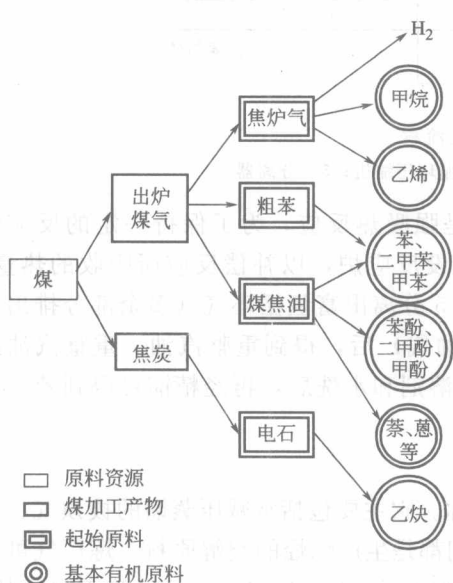 H₂
甲烷
焦炉气
乙烯
出炉
煤气
粗苯
苯、
甲苯、
甲苯
煤
煤焦油
苯酚、
二甲酚、
甲酚
焦炭
萘、蒽
等
电石
乙炔
原料资源
煤加工产物
起始原料
基本有机原料